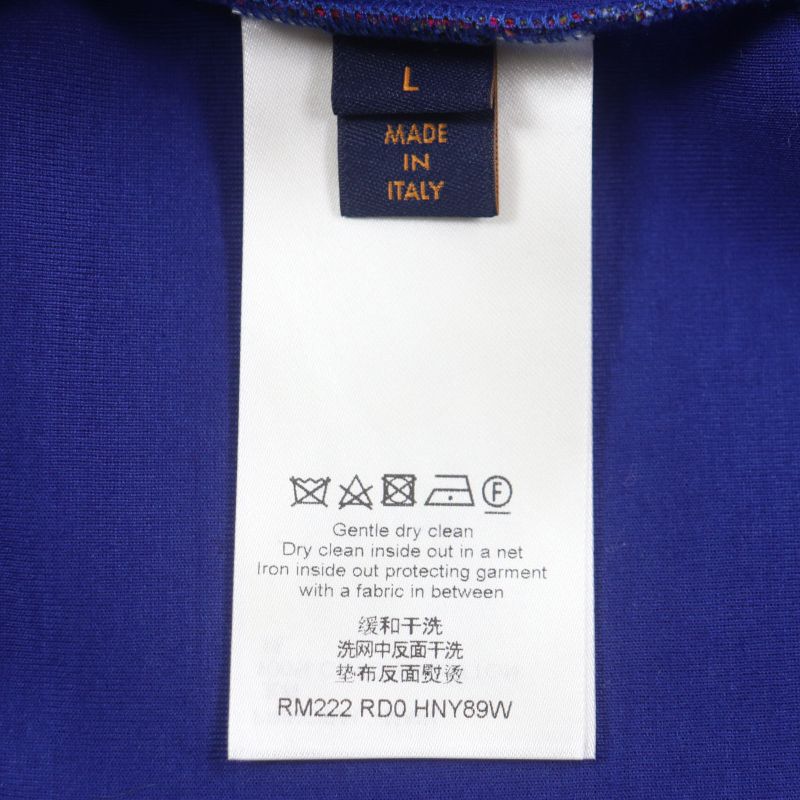 L
MADE
IN
ITALY
F
Gentle dry clean
Dry clean inside out in a net
Iron inside out protecting garment
with a fabric in between
缓和干洗
洗网中反面干洗
垫布反面熨烫
RM222 RD0 HNY89W